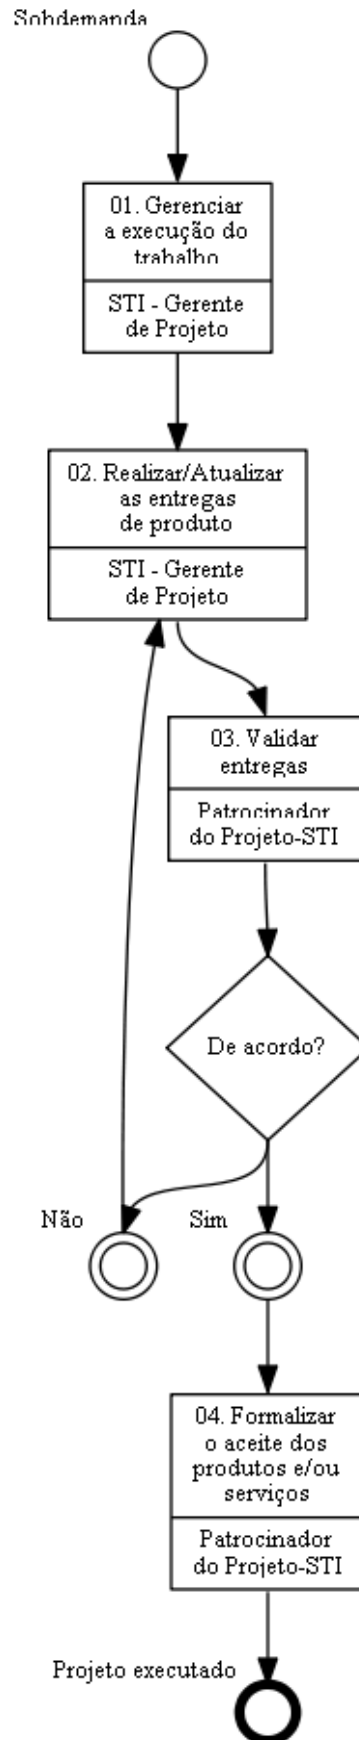 Sobdemanda
01. Gerenciar
a execução do
trabalho
STI - Gerente
de Projeto
02. Realizar/Atualizar
as entregas
de produto
STI - Gerente
de Projeto
03. Validar
entregas
Patrocinador
do Projeto-STI
De acordo?
Não
Sim
04. Formalizar
o aceite dos
produtos e/ou
serviços
Patrocinador
do Projeto-STI
Projeto executado